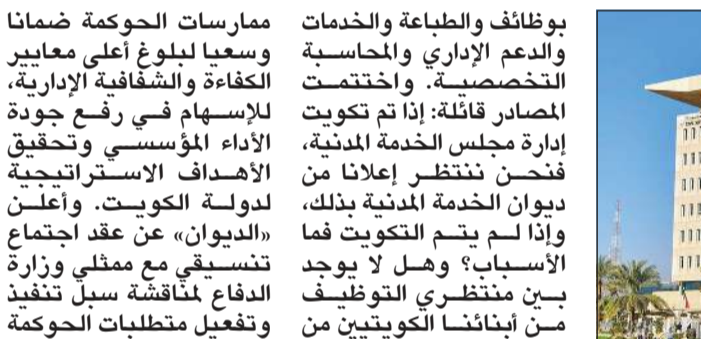 بوظائف والطباعة والخدمات
والدعم الإداري والمحاسبة
التخصصية. واختتمت
المصادر قائلة: إذا تم تكويت
إدارة مجلس الخدمة المدنية،
فنحن ننتظر إعلانا من
ديوان الخدمة المدنية بذلك،
وإذا لم يتم التكويت فما
الأسباب؟ وهل لا يوجد
بين منتظري التوظيف
من أبنائنا الكويتيين من
ممارسات الحوكمة ضمانا
وسعيا لبلوغ أعلى معايير
الكفاءة والشفافية الإدارية،
للإسهام في رفع جودة
الأداء المؤسسي وتحقيق
الأهداف الاستراتيجية
لدولة الكويت. وأعلن
«الديوان» عن عقد اجتماع
تنسيقي مع ممثلي وزارة
الدفاع لمناقشة سبل تنفيذ
وتفعيل متطلبات الحوكمة